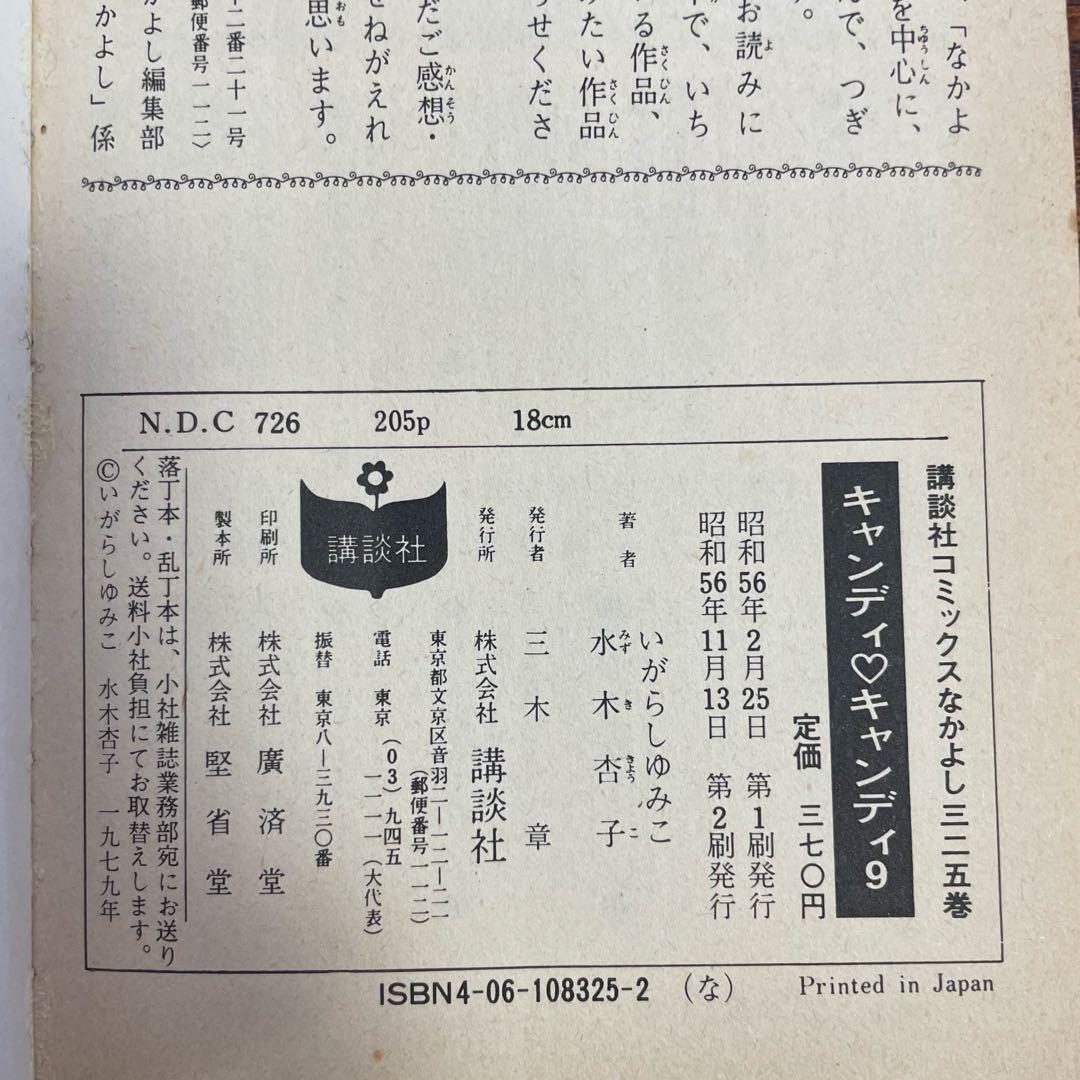 「なかよ
を中心に、
んで、つぎ
お読みに
す。
で、いち
る作品、
みたい作品
らせくださ
だご感想・
せねがえれ
思います。
十二番二十一号
郵便番号一一二）
かよし編集部
かよし」係
N.D.C 726 205p 18cm
講談社コミックスなかよし三二五巻
キャンディ♡キャンディ9
定価 三七〇円
昭和56年2月25日 第1刷発行
昭和56年11月13日 第2刷発行
著者 いがらしゆみこ
水木杏子
発行者 三木章
発行所 株式会社 講談社
東京都文京区音羽二―一二―二一
（郵便番号一一二）
電話 東京（03）九四五
一一一一（大代表）
振替 東京八―三九三〇番
講談社
印刷所 株式会社 廣済堂
製本所 株式会社 堅省堂
落丁本・乱丁本は、小社雑誌業務部宛にお送り
ください。送料小社負担にてお取替えします。
©いがらしゆみこ 水木杏子 一九七九年
ISBN4-06-108325-2 （な）
Printed in Japan